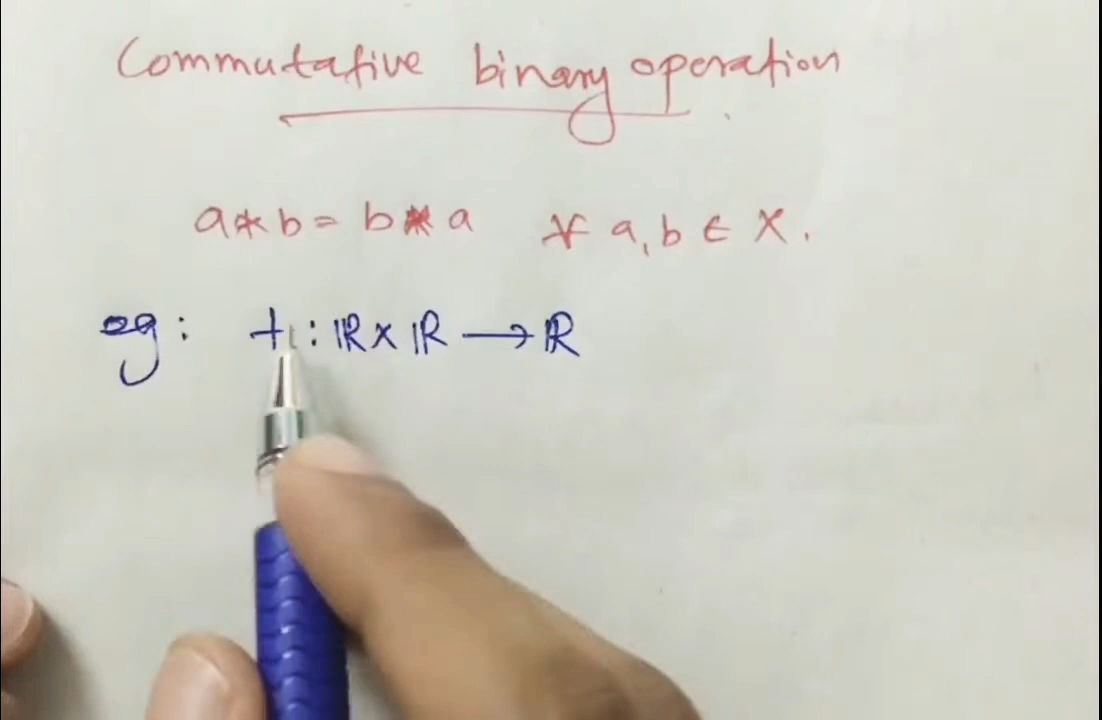 Commutative binary operation
a * b = b * a ∀ a, b ∈ X.
eg: + : ℝ × ℝ → ℝ